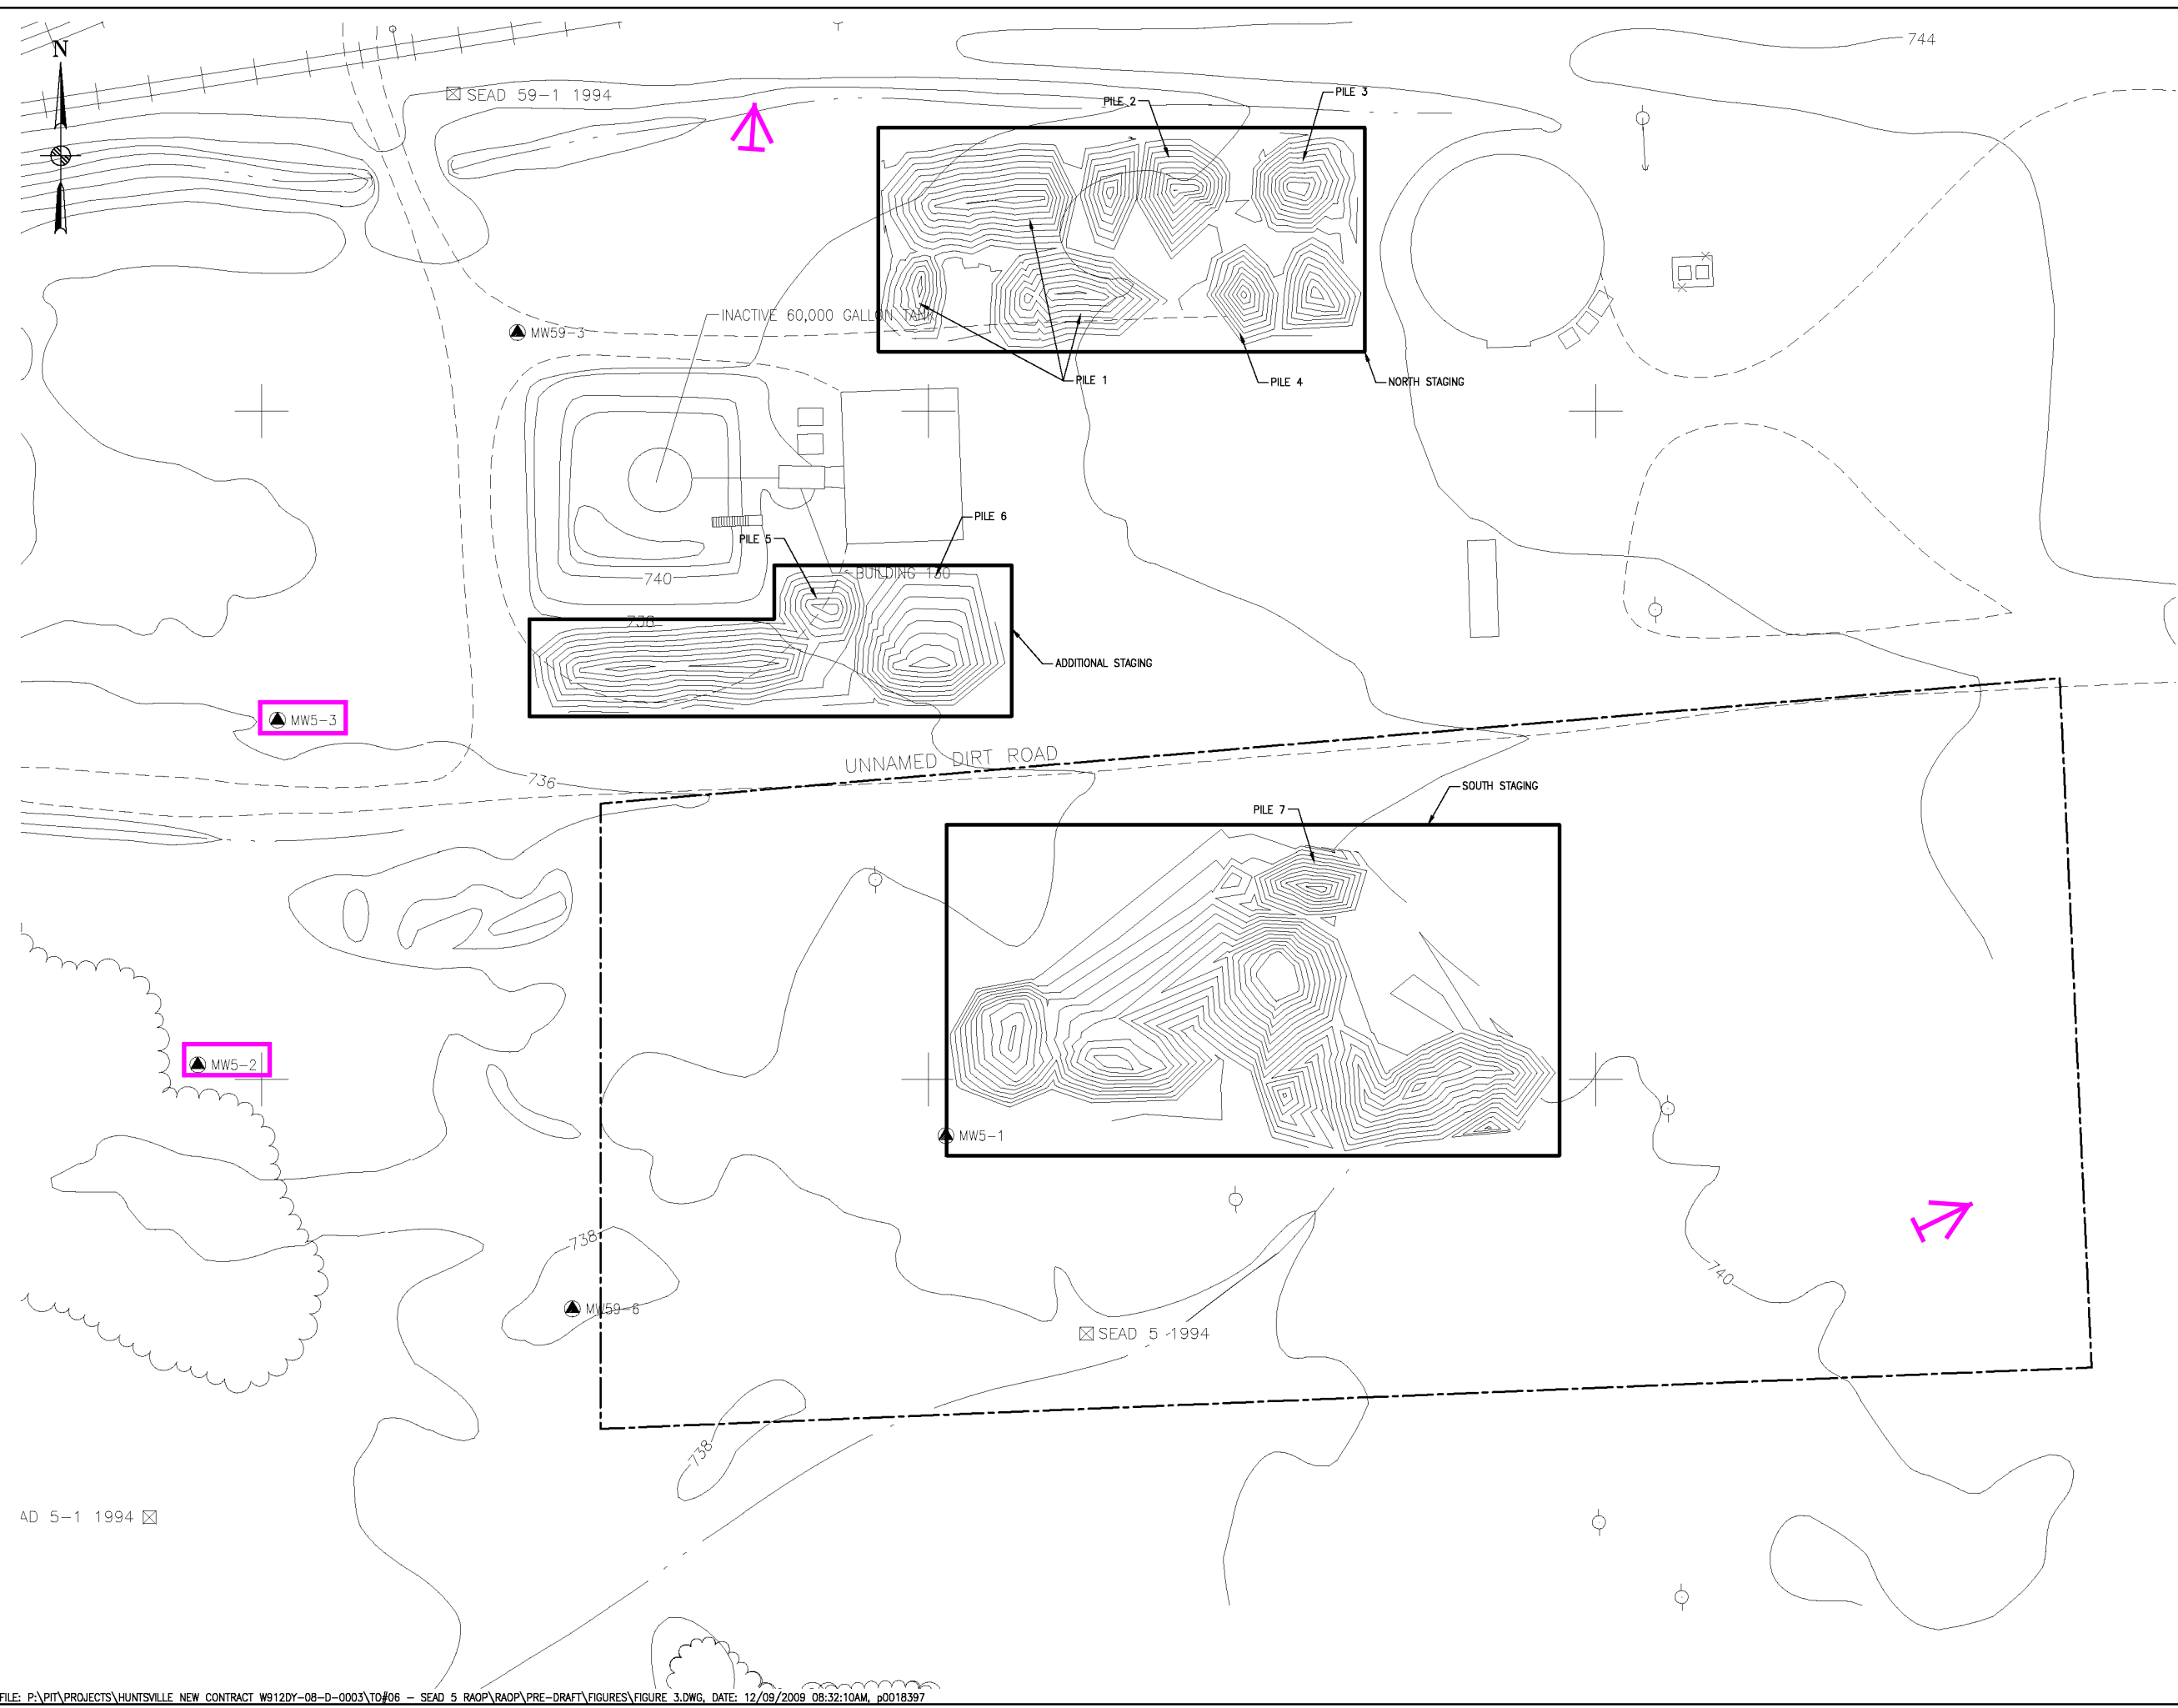 N
744
SEAD 59-1 1994
PILE 2
PILE 3
INACTIVE 60,000 GALLON TANK
MW59-3
PILE 1
PILE 4
NORTH STAGING
PILE 6
PILE 5
BUILDING 130
740
738
ADDITIONAL STAGING
MW5-3
UNNAMED DIRT ROAD
736
SOUTH STAGING
PILE 7
MW5-2
MW5-1
738
740
MW59-6
SEAD 5 -1994
738
AD 5-1 1994
FILE: P:\PIT\PROJECTS\HUNTSVILLE NEW CONTRACT W912DY-08-D-0003\TO#06 - SEAD 5 RAOP\RAOP\PRE-DRAFT\FIGURES\FIGURE 3.DWG, DATE: 12/09/2009 08:32:10AM, p0018397